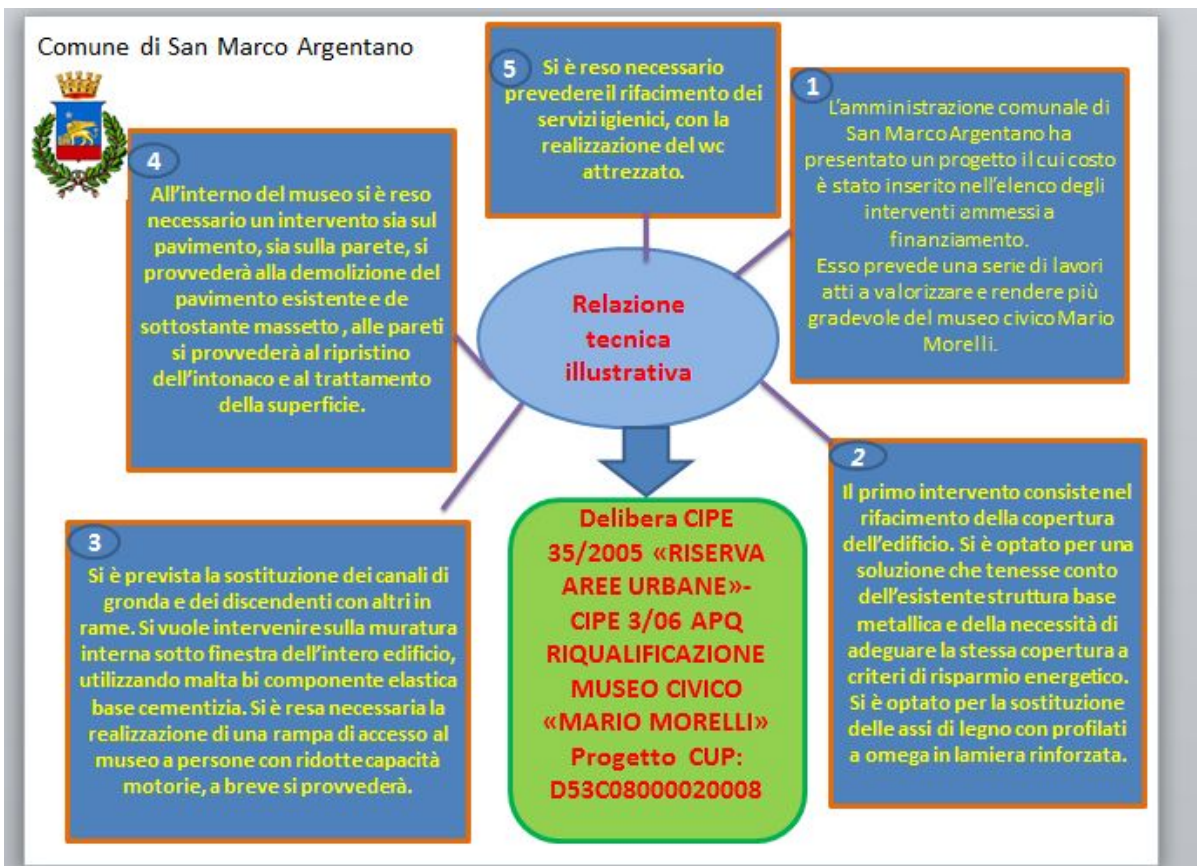 Comune di San Marco Argentano
5
Si è reso necessario
prevedere il rifacimento dei
servizi igienici, con la
realizzazione del wc
attrezzato.
1
L'amministrazione comunale di
San Marco Argentano ha
presentato un progetto il cui costo
è stato inserito nell'elenco degli
interventi ammessi a
finanziamento.
Esso prevede una serie di lavori
atti a valorizzare e rendere più
gradevole del museo civico Mario
Morelli.
4
All'interno del museo si è reso
necessario un intervento sia sul
pavimento, sia sulla parete, si
provvederà alla demolizione del
pavimento esistente e de
sottostante massetto , alle pareti
si provvederà al ripristino
dell'intonaco e al trattamento
della superficie.
Relazione
tecnica
illustrativa
2
Il primo intervento consiste nel
rifacimento della copertura
dell'edificio. Si è optato per una
soluzione che tenesse conto
dell'esistente struttura base
metallica e della necessità di
adeguare la stessa copertura a
criteri di risparmio energetico.
Si è optato per la sostituzione
delle assi di legno con profilati
a omega in lamiera rinforzata.
3
Si è prevista la sostituzione dei canali di
gronda e dei discendenti con altri in
rame. Si vuole intervenire sulla muratura
interna sotto finestra dell'intero edificio,
utilizzando malta bi componente elastica
base cementizia. Si è resa necessaria la
realizzazione di una rampa di accesso al
museo a persone con ridotte capacità
motorie, a breve si provvederà.
Delibera CIPE
35/2005 «RISERVA
AREE URBANE»-
CIPE 3/06 APQ
RIQUALIFICAZIONE
MUSEO CIVICO
«MARIO MORELLI»
Progetto CUP:
D53C08000020008